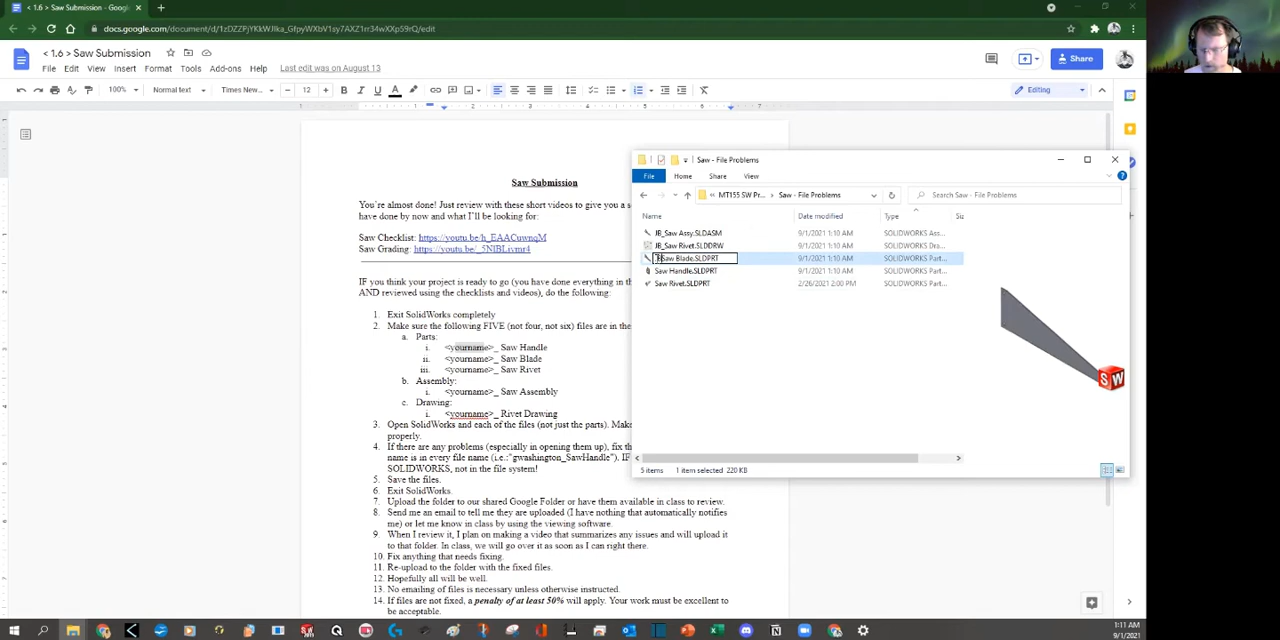 < 1.6 > Saw Submission - Google
docs.google.com/document/d/1zDZZPjYKkWJIka_GfpyWXbV1sy7AXZ1rr34wXXpS9rQ/edit
< 1.6 > Saw Submission
File Edit View Insert Format Tools Add-ons Help Last edit was on August 13
Share
100% Normal text Times New... 12 Editing
Saw Submission
You're almost done! Just review with these short videos to give you a s
have done by now and what I'll be looking for:
Saw Checklist: https://youtu.be/h_EAACuwnqM
Saw Grading: https://youtu.be/_5NlBLivmr4
IF you think your project is ready to go (you have done everything in the
AND reviewed using the checklists and videos), do the following:
1. Exit SolidWorks completely
2. Make sure the following FIVE (not four, not six) files are in the
a. Parts:
i. <yourname>_ Saw Handle
ii. <yourname>_ Saw Blade
iii. <yourname>_ Saw Rivet
b. Assembly:
i. <yourname>_ Saw Assembly
c. Drawing:
i. <yourname>_ Rivet Drawing
3. Open SolidWorks and each of the files (not just the parts). Make
properly.
4. If there are any problems (especially in opening them up), fix th
name is in every file name (i.e.:"gwashington_SawHandle"). IF
SOLIDWORKS, not in the file system!
5. Save the files.
6. Exit SolidWorks.
7. Upload the folder to our shared Google Folder or have them available in class to review.
8. Send me an email to tell me they are uploaded (I have nothing that automatically notifies
me) or let me know in class by using the viewing software.
9. When I review it, I plan on making a video that summarizes any issues and will upload it
to that folder. In class, we will go over it as soon as I can right there.
10. Fix anything that needs fixing.
11. Re-upload to the folder with the fixed files.
12. Hopefully all will be well.
13. No emailing of files is necessary unless otherwise instructed.
14. If files are not fixed, a penalty of at least 50% will apply. Your work must be excellent to
be acceptable.
Saw - File Problems
File Home Share View
« MT155 SW Pr... > Saw - File Problems Search Saw - File Problems
Name Date modified Type Siz
JB_Saw Assy.SLDASM 9/1/2021 1:10 AM SOLIDWORKS Ass...
JB_Saw Rivet.SLDDRW 9/1/2021 1:10 AM SOLIDWORKS Dra...
Saw Blade.SLDPRT 9/1/2021 1:10 AM SOLIDWORKS Part...
Saw Handle.SLDPRT 9/1/2021 1:10 AM SOLIDWORKS Part...
Saw Rivet.SLDPRT 2/26/2021 2:00 PM SOLIDWORKS Part...
SW
5 items 1 item selected 220 KB
1:11 AM
9/1/2021